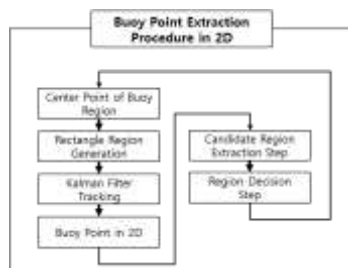 Buoy Point Extraction
Procedure in 2D
Center Point of Buoy
Region
Rectangle Region
Generation
Kalman Filter
Tracking
Buoy Point in 2D
Candidate Region
Extraction Step
Region Decision
Step